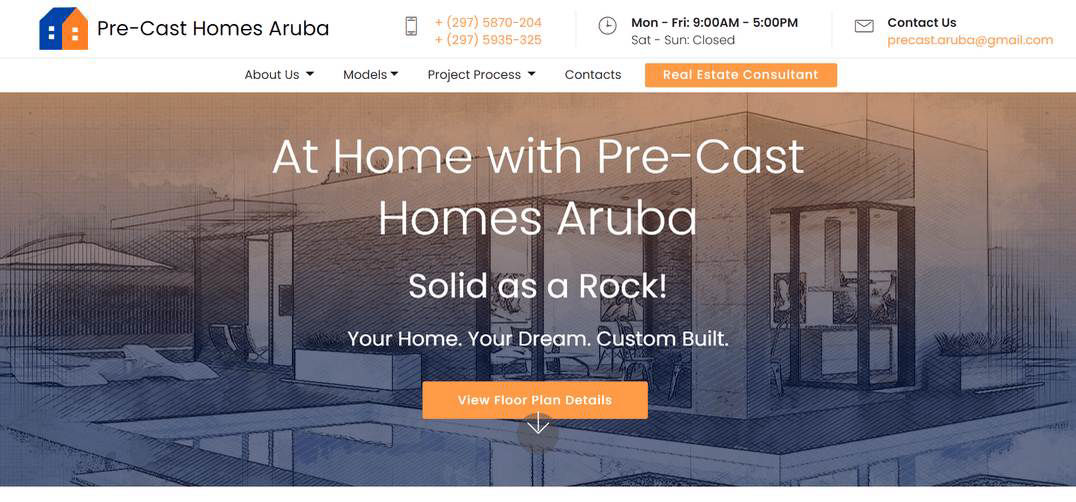 Pre-Cast Homes Aruba
+ (297) 5870-204
+ (297) 5935-325
Mon - Fri: 9:00AM - 5:00PM
Sat - Sun: Closed
Contact Us
precast.aruba@gmail.com
About Us
Models
Project Process
Contacts
Real Estate Consultant
At Home with Pre-Cast
Homes Aruba
Solid as a Rock!
Your Home. Your Dream. Custom Built.
View Floor Plan Details